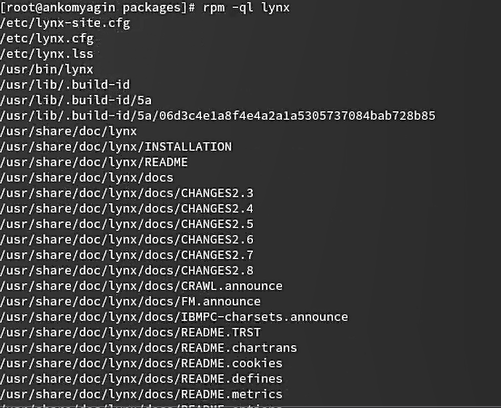 [root@ankomyagin packages]# rpm -ql lynx
/etc/lynx-site.cfg
/etc/lynx.cfg
/etc/lynx.lss
/usr/bin/lynx
/usr/lib/.build-id
/usr/lib/.build-id/5a
/usr/lib/.build-id/5a/06d3c4e1a8f4e4a2a1a5305737084bab728b85
/usr/share/doc/lynx
/usr/share/doc/lynx/INSTALLATION
/usr/share/doc/lynx/README
/usr/share/doc/lynx/docs
/usr/share/doc/lynx/docs/CHANGES2.3
/usr/share/doc/lynx/docs/CHANGES2.4
/usr/share/doc/lynx/docs/CHANGES2.5
/usr/share/doc/lynx/docs/CHANGES2.6
/usr/share/doc/lynx/docs/CHANGES2.7
/usr/share/doc/lynx/docs/CHANGES2.8
/usr/share/doc/lynx/docs/CRAWL.announce
/usr/share/doc/lynx/docs/FM.announce
/usr/share/doc/lynx/docs/IBMPC-charsets.announce
/usr/share/doc/lynx/docs/README.TRST
/usr/share/doc/lynx/docs/README.chartrans
/usr/share/doc/lynx/docs/README.cookies
/usr/share/doc/lynx/docs/README.defines
/usr/share/doc/lynx/docs/README.metrics